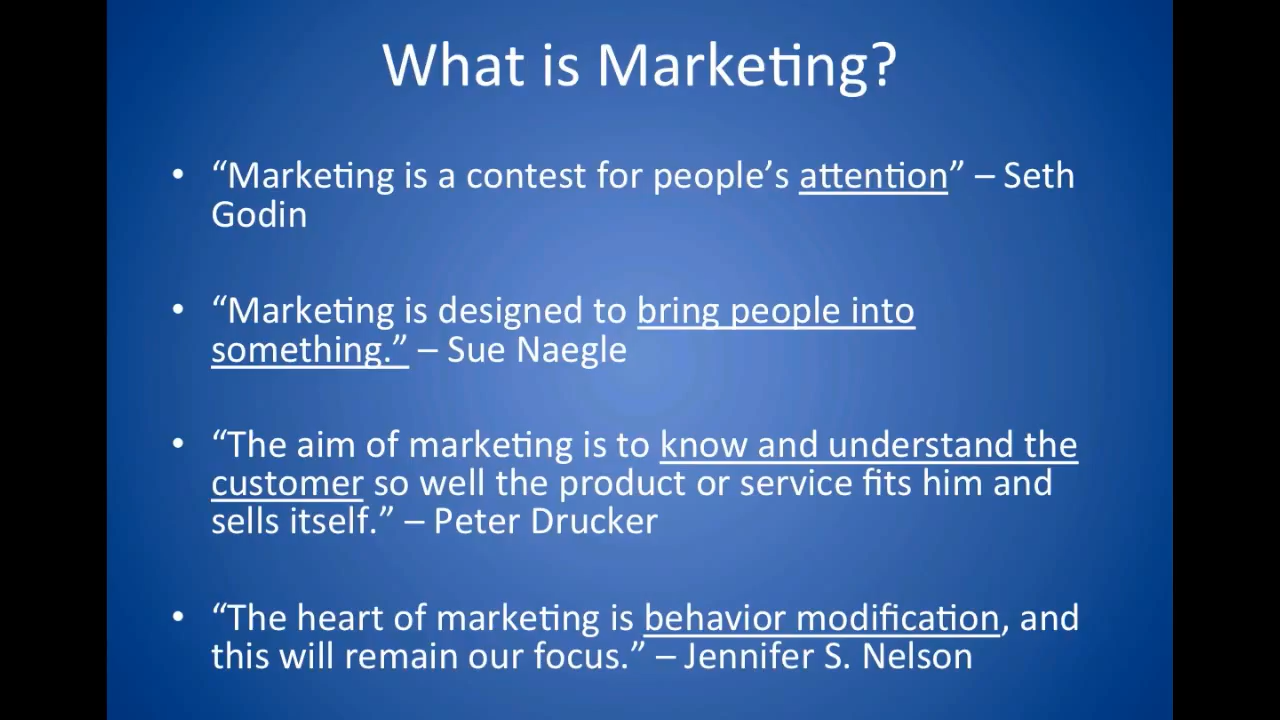 What is Marketing?
• “Marketing is a contest for people’s attention” – Seth
Godin
• “Marketing is designed to bring people into
something.” – Sue Naegle
• “The aim of marketing is to know and understand the
customer so well the product or service fits him and
sells itself.” – Peter Drucker
• “The heart of marketing is behavior modification, and
this will remain our focus.” – Jennifer S. Nelson